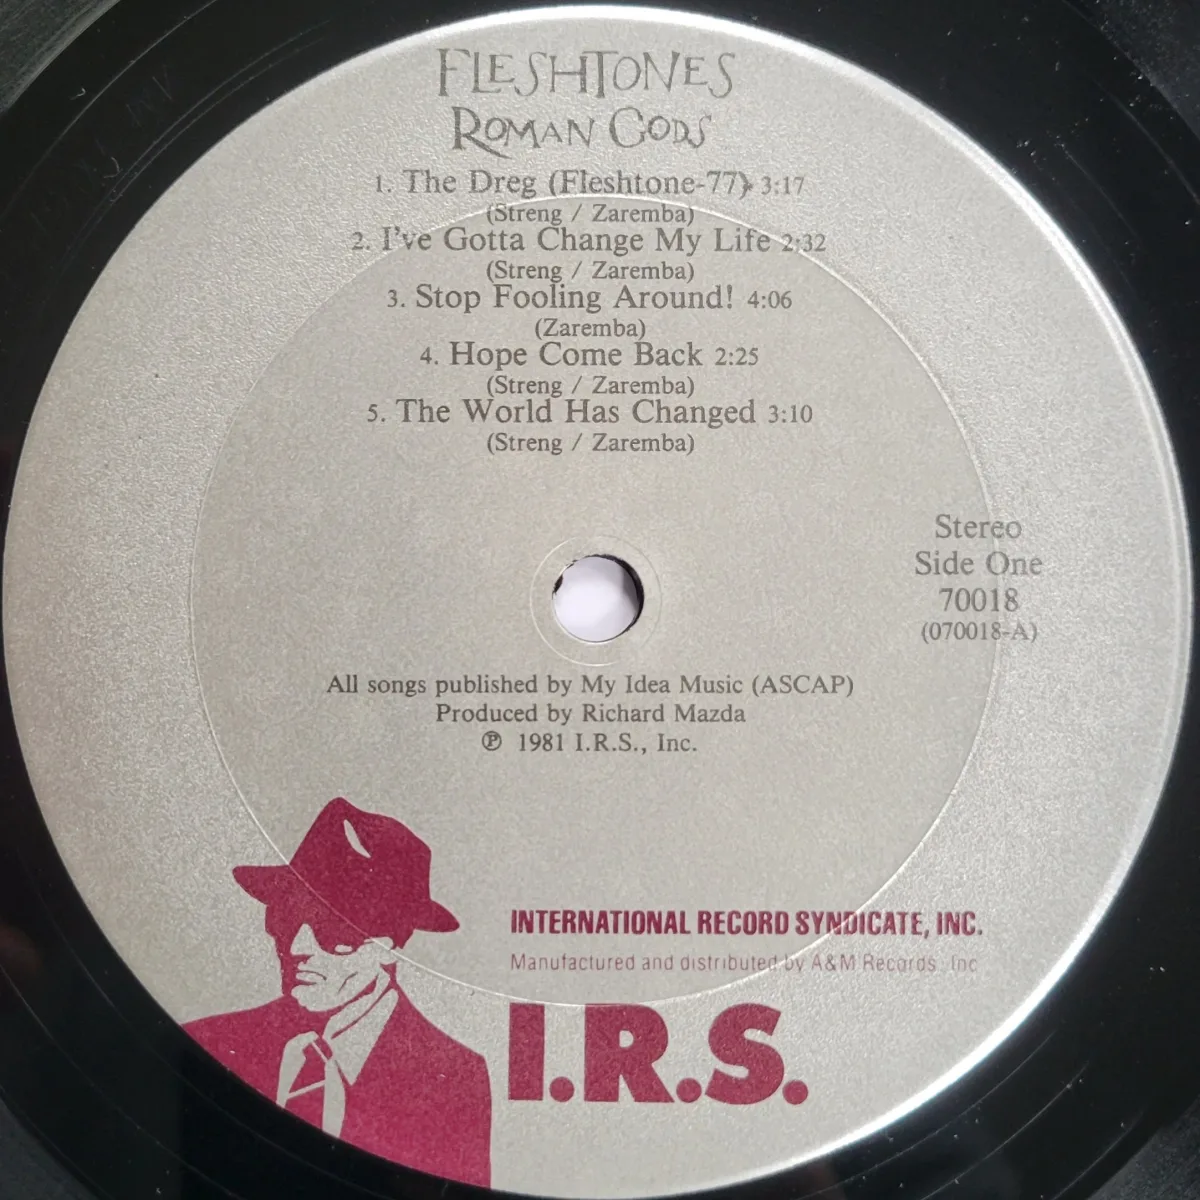 FLESHTONES
ROMAN GODS
1. The Dreg (Fleshtone-77) 3:17
(Streng / Zaremba)
2. I've Gotta Change My Life 2:32
(Streng / Zaremba)
3. Stop Fooling Around! 4:06
(Zaremba)
4. Hope Come Back 2:25
(Streng / Zaremba)
5. The World Has Changed 3:10
(Streng / Zaremba)
Stereo
Side One
70018
(070018-A)
All songs published by My Idea Music (ASCAP)
Produced by Richard Mazda
℗ 1981 I.R.S., Inc.
INTERNATIONAL RECORD SYNDICATE, INC.
Manufactured and distributed by A&M Records, Inc
I.R.S.